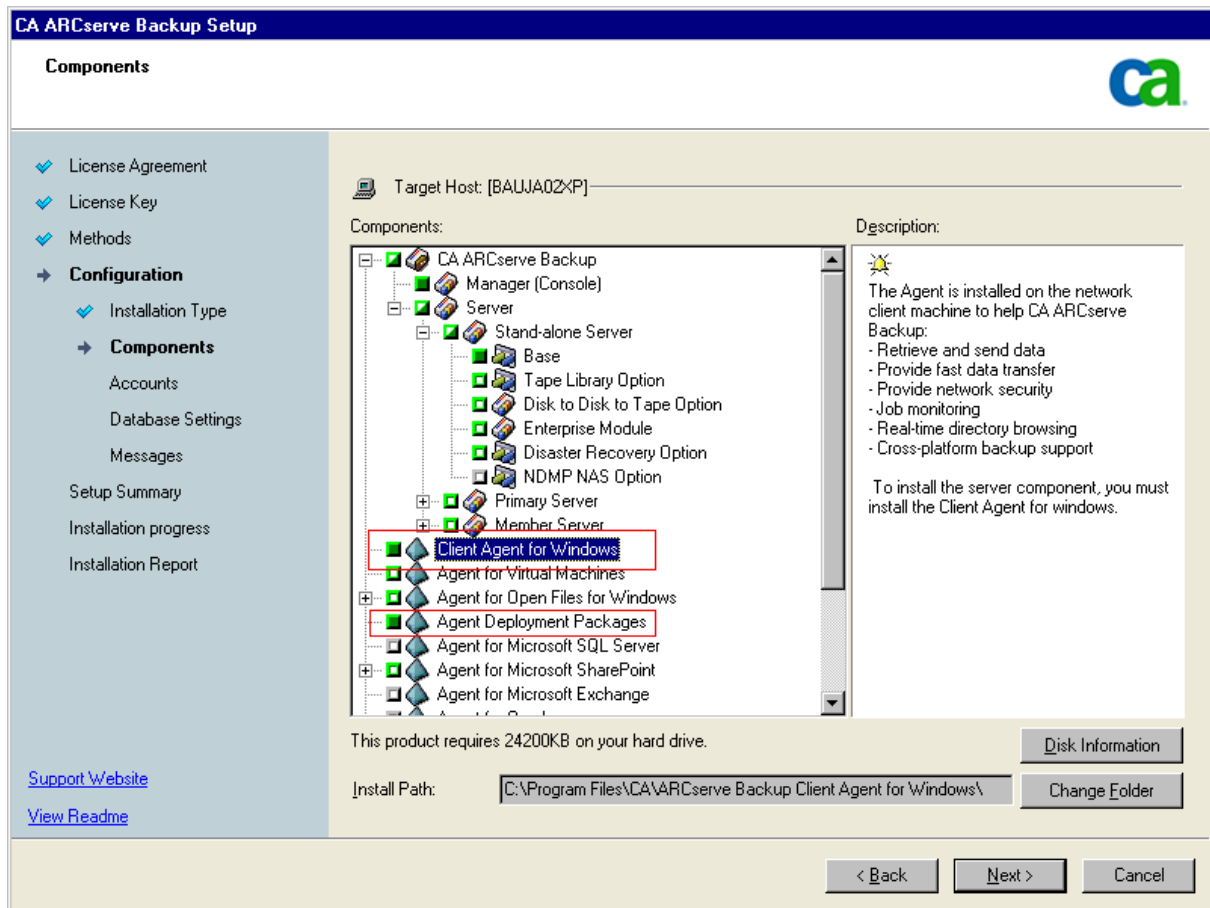 CA ARCserve Backup Setup
Components
ca
License Agreement
License Key
Methods
Configuration
Installation Type
Components
Accounts
Database Settings
Messages
Setup Summary
Installation progress
Installation Report
Support Website
View Readme
Target Host: [BAUJA02XP]
Components:
CA ARCserve Backup
Manager (Console)
Server
Stand-alone Server
Base
Tape Library Option
Disk to Disk to Tape Option
Enterprise Module
Disaster Recovery Option
NDMP NAS Option
Primary Server
Member Server
Client Agent for Windows
Agent for Virtual Machines
Agent for Open Files for Windows
Agent Deployment Packages
Agent for Microsoft SQL Server
Agent for Microsoft SharePoint
Agent for Microsoft Exchange
Description:
The Agent is installed on the network
client machine to help CA ARCserve
Backup:
- Retrieve and send data
- Provide fast data transfer
- Provide network security
- Job monitoring
- Real-time directory browsing
- Cross-platform backup support
To install the server component, you must
install the Client Agent for windows.
This product requires 24200KB on your hard drive.
Disk Information
Install Path:
C:\Program Files\CA\ARCserve Backup Client Agent for Windows\
Change Folder
< Back
Next >
Cancel